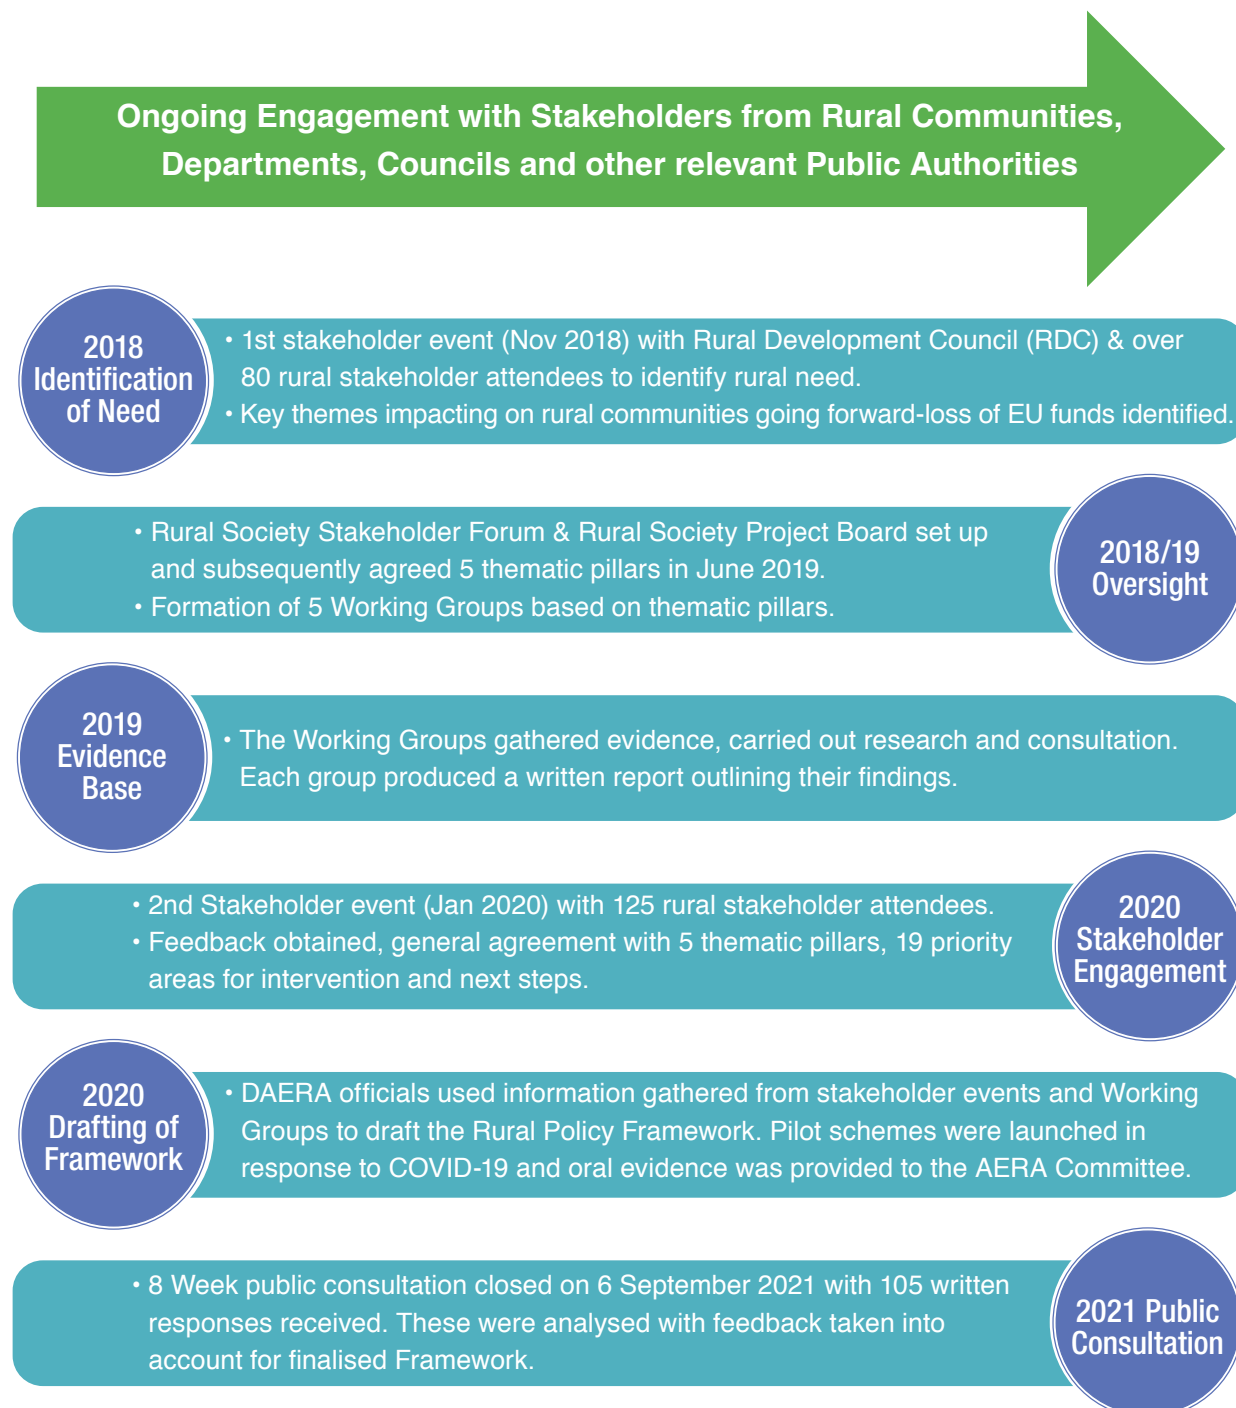 Ongoing Engagement with Stakeholders from Rural Communities,
Departments, Councils and other relevant Public Authorities
2018
Identification
of Need
• 1st stakeholder event (Nov 2018) with Rural Development Council (RDC) & over
80 rural stakeholder attendees to identify rural need.
• Key themes impacting on rural communities going forward-loss of EU funds identified.
• Rural Society Stakeholder Forum & Rural Society Project Board set up
and subsequently agreed 5 thematic pillars in June 2019.
• Formation of 5 Working Groups based on thematic pillars.
2018/19
Oversight
2019
Evidence
Base
• The Working Groups gathered evidence, carried out research and consultation.
Each group produced a written report outlining their findings.
• 2nd Stakeholder event (Jan 2020) with 125 rural stakeholder attendees.
• Feedback obtained, general agreement with 5 thematic pillars, 19 priority
areas for intervention and next steps.
2020
Stakeholder
Engagement
2020
Drafting of
Framework
• DAERA officials used information gathered from stakeholder events and Working
Groups to draft the Rural Policy Framework. Pilot schemes were launched in
response to COVID-19 and oral evidence was provided to the AERA Committee.
• 8 Week public consultation closed on 6 September 2021 with 105 written
responses received. These were analysed with feedback taken into
account for finalised Framework.
2021 Public
Consultation